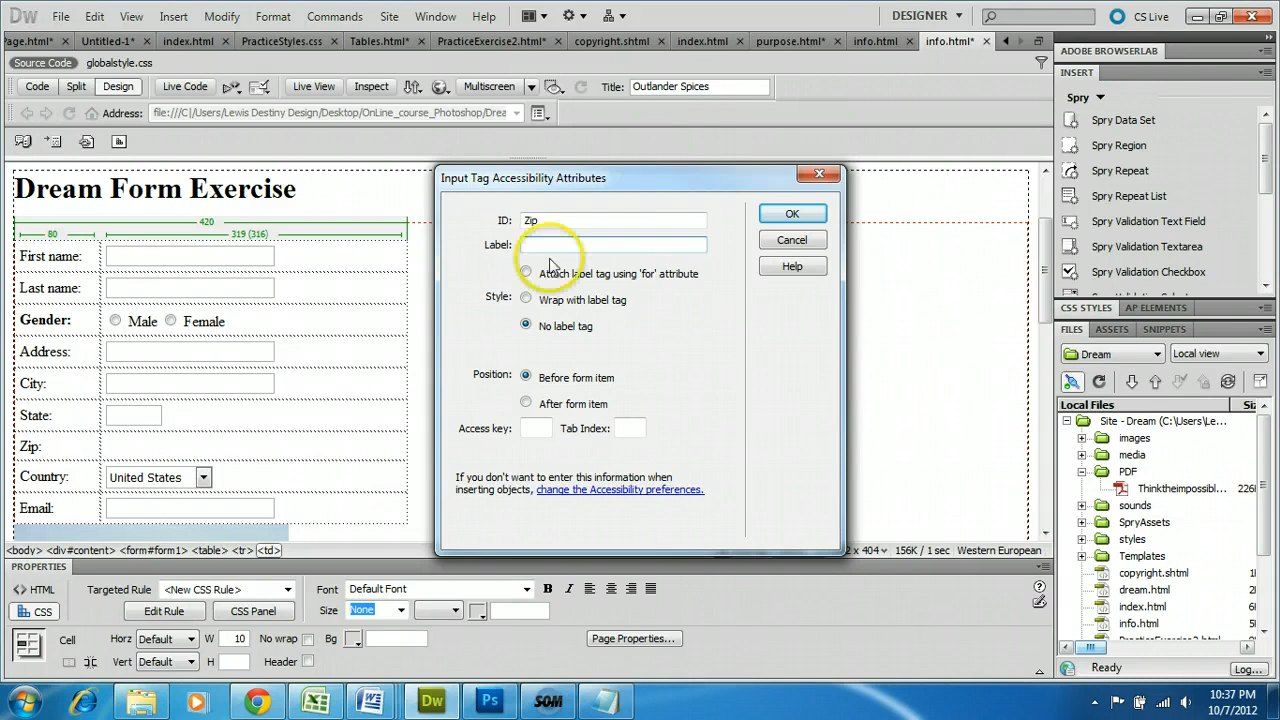 Dw File Edit View Insert Modify Format Commands Site Window Help DESIGNER CS Live
Page.html* Untitled-1* index.html PracticeStyles.css Tables.html* PracticeExercise2.html* copyright.shtml index.html purpose.html* info.html info.html*
Source Code globalstyle.css
Code Split Design Live Code Live View Inspect Multiscreen Title: Outlander Spices
Address: file:///C|/Users/Lewis Destiny Design/Desktop/OnLine_course_Photoshop/Drea
Dream Form Exercise
420
80 319 (316)
First name:
Last name:
Gender: Male Female
Address:
City:
State:
Zip:
Country: United States
Email:
Input Tag Accessibility Attributes
ID: Zip
Label:
Attach label tag using 'for' attribute
Style: Wrap with label tag
No label tag
Position: Before form item
After form item
Access key: Tab Index:
If you don't want to enter this information when
inserting objects, change the Accessibility preferences.
OK
Cancel
Help
ADOBE BROWSERLAB
INSERT
Spry
Spry Data Set
Spry Region
Spry Repeat
Spry Repeat List
Spry Validation Text Field
Spry Validation Textarea
Spry Validation Checkbox
CSS STYLES AP ELEMENTS
FILES ASSETS SNIPPETS
Dream Local view
Local Files Siz
Site - Dream (C:\Users\Le...
images
media
PDF
Thinktheimpossibl... 226
sounds
SpryAssets
styles
Templates
copyright.shtml 1
dream.html 2
index.html
info.html 5
PracticeExercise2.html
Ready Log...
<body> <div#content> <form#form1> <table> <tr> <td> x 404 156K / 1 sec Western European
PROPERTIES
HTML Targeted Rule <New CSS Rule> Font Default Font B I
CSS Edit Rule CSS Panel Size None
Cell Horz Default W 10 No wrap Bg Page Properties...
Vert Default H Header
Dw Ps SOM
10:37 PM
10/7/2012